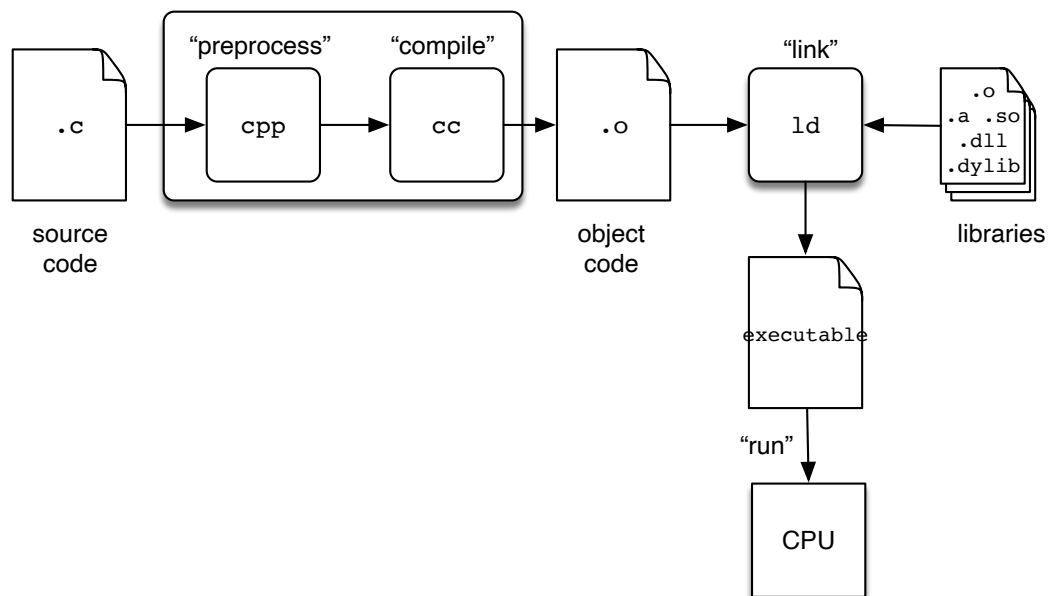 “preprocess”
“compile”
“link”
.c
cpp
cc
.o
ld
.o
.a .so
.dll
.dylib
source
code
object
code
libraries
executable
“run”
CPU